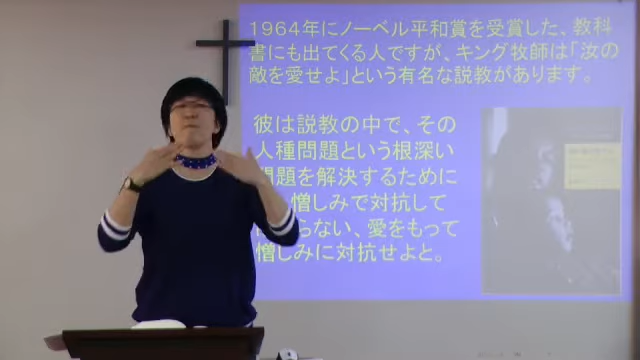 1964年にノーベル平和賞を受賞した、教科
書にも出てくる人ですが、キング牧師は「汝の
敵を愛せよ」という有名な説教があります。
彼は説教の中で、その
人種問題という根深い
問題を解決するために
憎しみで対抗して
らない、愛をもって
憎しみに対抗せよと。